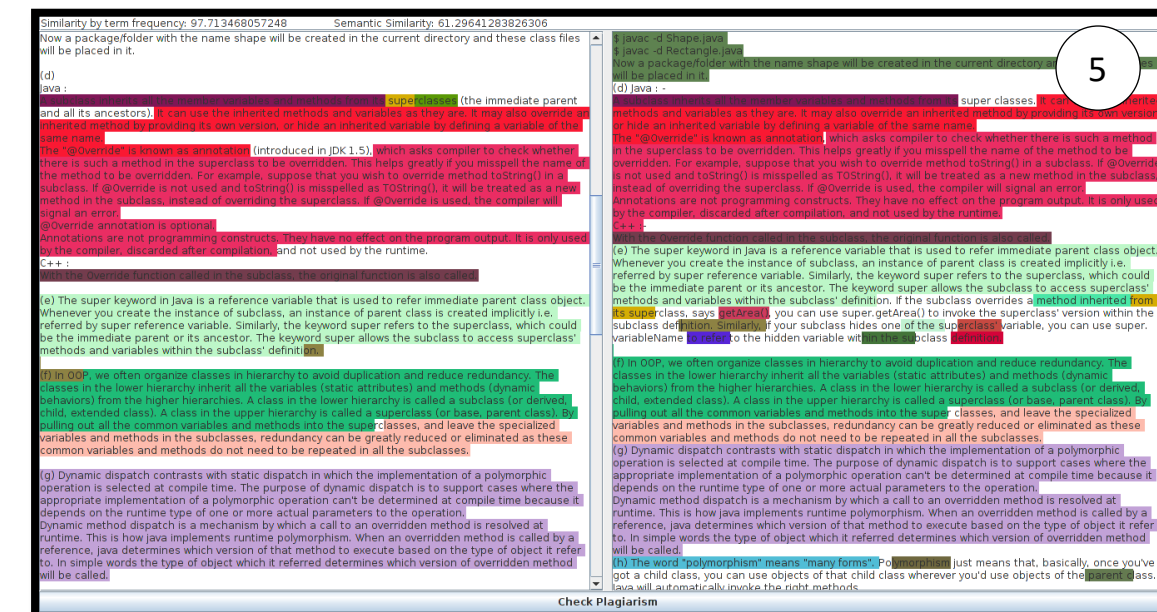 Similarity by term frequency: 97.713468057248 Semantic Similarity: 61.29641283826306
Now a package/folder with the name shape will be created in the current directory and these class files
will be placed in it.
(d)
Java :
A subclass inherits all the member variables and methods from its superclasses (the immediate parent
and all its ancestors). It can use the inherited methods and variables as they are. It may also override an
inherited method by providing its own version, or hide an inherited variable by defining a variable of the
same name.
The "@Override" is known as annotation (introduced in JDK 1.5), which asks compiler to check whether
there is such a method in the superclass to be overridden. This helps greatly if you misspell the name of
the method to be overridden. For example, suppose that you wish to override method toString() in a
subclass. If @Override is not used and toString() is misspelled as TOString(), it will be treated as a new
method in the subclass, instead of overriding the superclass. If @Override is used, the compiler will
signal an error.
@Override annotation is optional.
Annotations are not programming constructs. They have no effect on the program output. It is only used
by the compiler, discarded after compilation, and not used by the runtime.
C++ :
With the Override function called in the subclass, the original function is also called.
(e) The super keyword in Java is a reference variable that is used to refer immediate parent class object.
Whenever you create the instance of subclass, an instance of parent class is created implicitly i.e.
referred by super reference variable. Similarly, the keyword super refers to the superclass, which could
be the immediate parent or its ancestor. The keyword super allows the subclass to access superclass'
methods and variables within the subclass' definition.
(f) In OOP, we often organize classes in hierarchy to avoid duplication and reduce redundancy. The
classes in the lower hierarchy inherit all the variables (static attributes) and methods (dynamic
behaviors) from the higher hierarchies. A class in the lower hierarchy is called a subclass (or derived,
child, extended class). A class in the upper hierarchy is called a superclass (or base, parent class). By
pulling out all the common variables and methods into the superclasses, and leave the specialized
variables and methods in the subclasses, redundancy can be greatly reduced or eliminated as these
common variables and methods do not need to be repeated in all the subclasses.
(g) Dynamic dispatch contrasts with static dispatch in which the implementation of a polymorphic
operation is selected at compile time. The purpose of dynamic dispatch is to support cases where the
appropriate implementation of a polymorphic operation can't be determined at compile time because it
depends on the runtime type of one or more actual parameters to the operation.
Dynamic method dispatch is a mechanism by which a call to an overridden method is resolved at
runtime. This is how java implements runtime polymorphism. When an overridden method is called by a
reference, java determines which version of that method to execute based on the type of object it refer
to. In simple words the type of object which it referred determines which version of overridden method
will be called.
$ javac -d Shape.java
$ javac -d Rectangle.java
Now a package/folder with the name shape will be created in the current directory
will be placed in it.
(d) Java : -
A subclass inherits all the member variables and methods from its super classes. It can
or hide an inherited variable by defining a variable of the same name.
The "@Override" is known as annotation, which asks compiler to check whether there is such a method
in the superclass to be overridden. This helps greatly if you misspell the name of the method to be
overridden. For example, suppose that you wish to override method toString() in a subclass. If @Overrid
is not used and toString() is misspelled as TOString(), it will be treated as a new method in the subclass,
instead of overriding the superclass. If @Override is used, the compiler will signal an error.
Annotations are not programming constructs. They have no effect on the program output. It is only used
by the compiler, discarded after compilation, and not used by the runtime.
C++ :-
With the Override function called in the subclass, the original function is also called.
(e) The super keyword in Java is a reference variable that is used to refer immediate parent class object.
Whenever you create the instance of subclass, an instance of parent class is created implicitly i.e.
referred by super reference variable. Similarly, the keyword super refers to the superclass, which could
be the immediate parent or its ancestor. The keyword super allows the subclass to access superclass'
methods and variables within the subclass' definition. If the subclass overrides a method inherited from
its superclass, says getArea(), you can use super.getArea() to invoke the superclass' version within the
subclass definition. Similarly, if your subclass hides one of the superclass' variable, you can use super.
variableName to refer to the hidden variable within the subclass definition.
(f) In OOP, we often organize classes in hierarchy to avoid duplication and reduce redundancy. The
classes in the lower hierarchy inherit all the variables (static attributes) and methods (dynamic
behaviors) from the higher hierarchies. A class in the lower hierarchy is called a subclass (or derived,
child, extended class). A class in the upper hierarchy is called a superclass (or base, parent class). By
pulling out all the common variables and methods into the super classes, and leave the specialized
variables and methods in the subclasses, redundancy can be greatly reduced or eliminated as these
common variables and methods do not need to be repeated in all the subclasses.
(g) Dynamic dispatch contrasts with static dispatch in which the implementation of a polymorphic
operation is selected at compile time. The purpose of dynamic dispatch is to support cases where the
appropriate implementation of a polymorphic operation can't be determined at compile time because it
depends on the runtime type of one or more actual parameters to the operation.
Dynamic method dispatch is a mechanism by which a call to an overridden method is resolved at
runtime. This is how java implements runtime polymorphism. When an overridden method is called by a
reference, java determines which version of that method to execute based on the type of object it refer
to. In simple words the type of object which it referred determines which version of overridden method
will be called.
(h) The word "polymorphism" means "many forms". Polymorphism just means that, basically, once you've
got a child class, you can use objects of that child class wherever you'd use objects of the parent class.
Java will automatically invoke the right methods.
5
Check Plagiarism